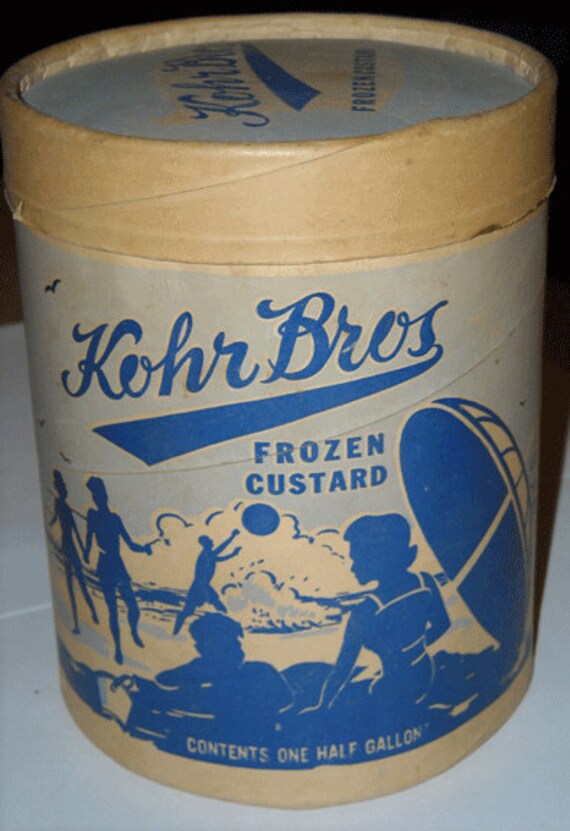 Kohr Bros
FROZEN CUSTARD
Kohr Bros
FROZEN
CUSTARD
CONTENTS ONE HALF GALLON